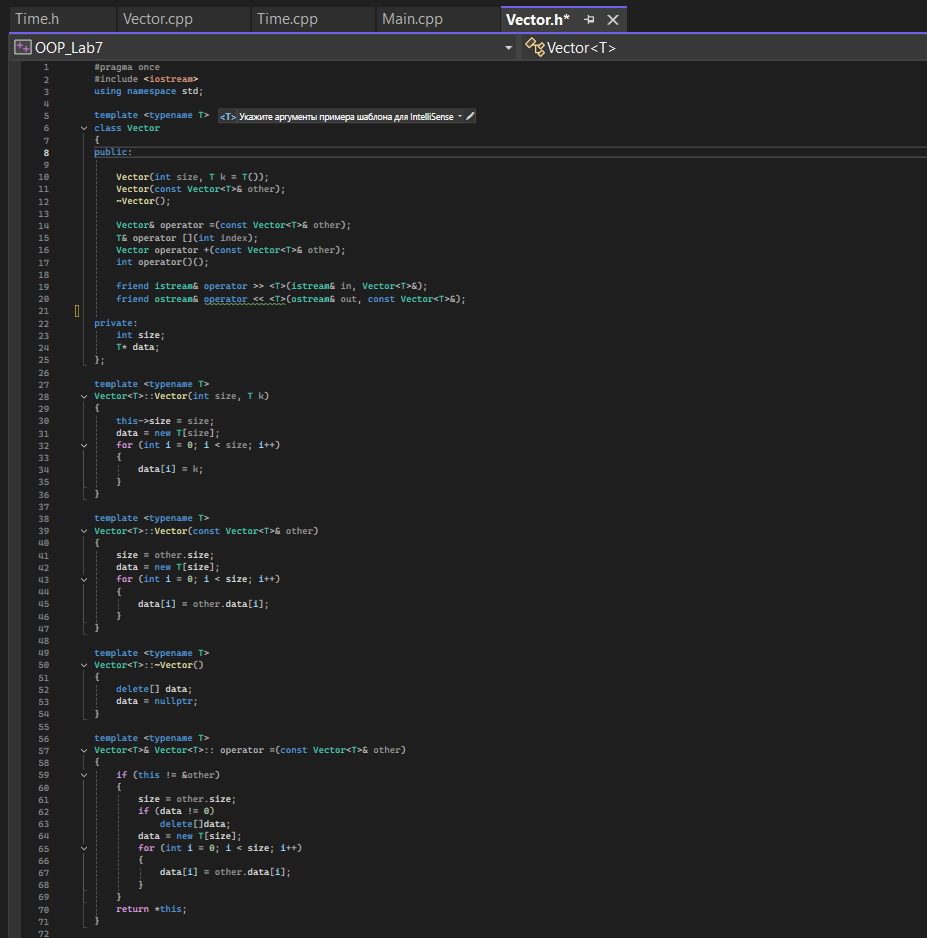 Time.h Vector.cpp Time.cpp Main.cpp Vector.h*
OOP_Lab7 Vector<T>
1 #pragma once
2 #include <iostream>
3 using namespace std;
4
5 template <typename T> <T> Укажите аргументы примера шаблона для IntelliSense
6 class Vector
7 {
8 public:
9
10 Vector(int size, T k = T());
11 Vector(const Vector<T>& other);
12 ~Vector();
13
14 Vector& operator =(const Vector<T>& other);
15 T& operator [](int index);
16 Vector operator +(const Vector<T>& other);
17 int operator()();
18
19 friend istream& operator >> <T>(istream& in, Vector<T>&);
20 friend ostream& operator << <T>(ostream& out, const Vector<T>&);
21
22 private:
23 int size;
24 T* data;
25 };
26
27 template <typename T>
28 Vector<T>::Vector(int size, T k)
29 {
30 this->size = size;
31 data = new T[size];
32 for (int i = 0; i < size; i++)
33 {
34 data[i] = k;
35 }
36 }
37
38 template <typename T>
39 Vector<T>::Vector(const Vector<T>& other)
40 {
41 size = other.size;
42 data = new T[size];
43 for (int i = 0; i < size; i++)
44 {
45 data[i] = other.data[i];
46 }
47 }
48
49 template <typename T>
50 Vector<T>::~Vector()
51 {
52 delete[] data;
53 data = nullptr;
54 }
55
56 template <typename T>
57 Vector<T>& Vector<T>:: operator =(const Vector<T>& other)
58 {
59 if (this != &other)
60 {
61 size = other.size;
62 if (data != 0)
63 delete[]data;
64 data = new T[size];
65 for (int i = 0; i < size; i++)
66 {
67 data[i] = other.data[i];
68 }
69 }
70 return *this;
71 }
72